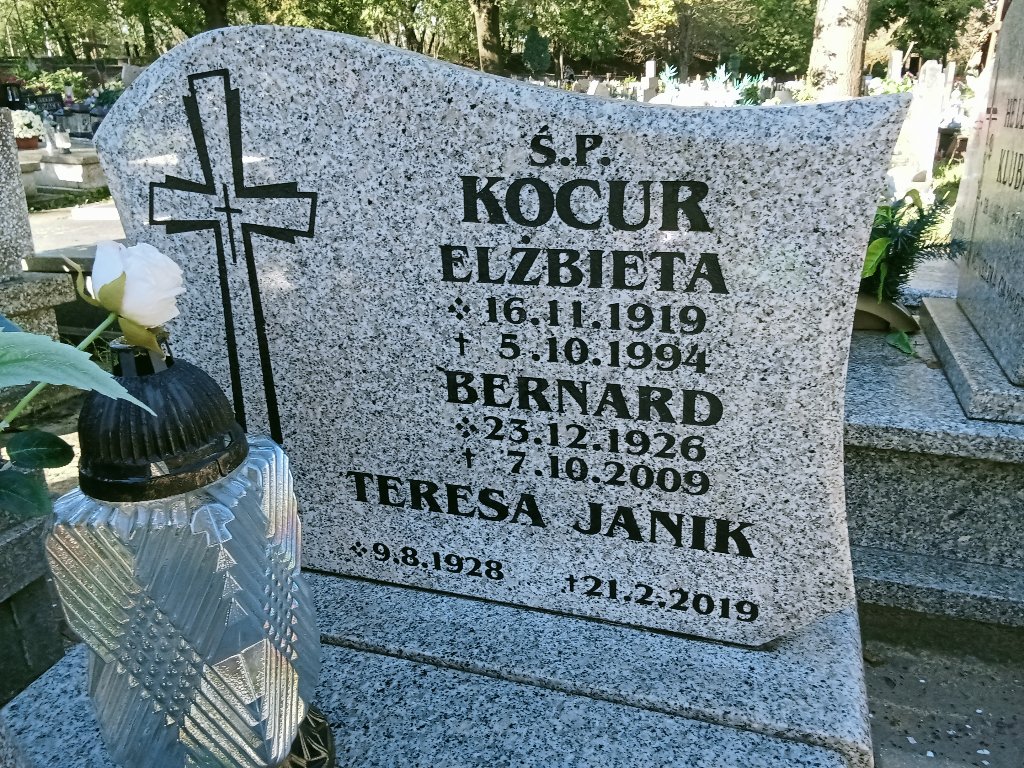 Ś.P.
KOCUR
ELŻBIETA
16.11.1919
† 5.10.1994
BERNARD
23.12.1926
† 7.10.2009
TERESA JANIK
9.8.1928 †21.2.2019